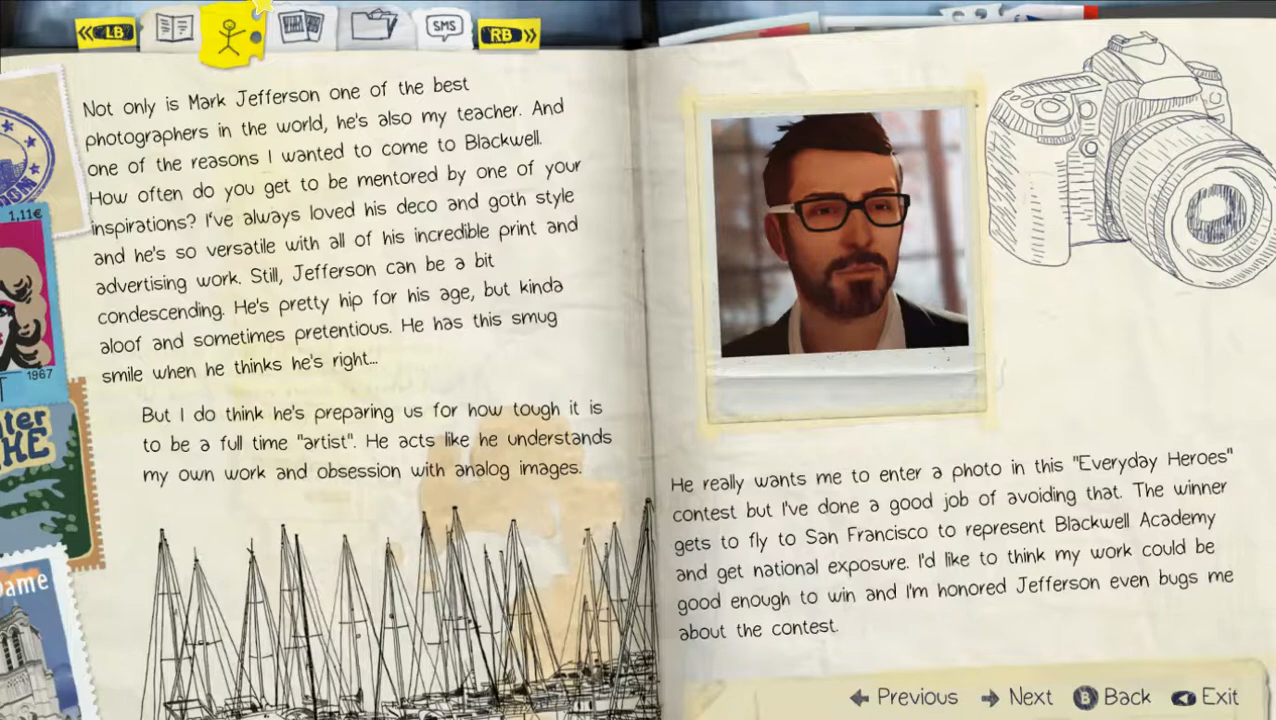 LB
SMS
RB
Not only is Mark Jefferson one of the best
photographers in the world, he's also my teacher. And
one of the reasons I wanted to come to Blackwell.
How often do you get to be mentored by one of your
inspirations? I've always loved his deco and goth style
and he's so versatile with all of his incredible print and
advertising work. Still, Jefferson can be a bit
condescending. He's pretty hip for his age, but kinda
aloof and sometimes pretentious. He has this smug
smile when he thinks he's right...
But I do think he's preparing us for how tough it is
to be a full time "artist". He acts like he understands
my own work and obsession with analog images.
1,11€
1967
Dame
He really wants me to enter a photo in this "Everyday Heroes"
contest but I've done a good job of avoiding that. The winner
gets to fly to San Francisco to represent Blackwell Academy
and get national exposure. I'd like to think my work could be
good enough to win and I'm honored Jefferson even bugs me
about the contest.
Previous Next B Back Exit